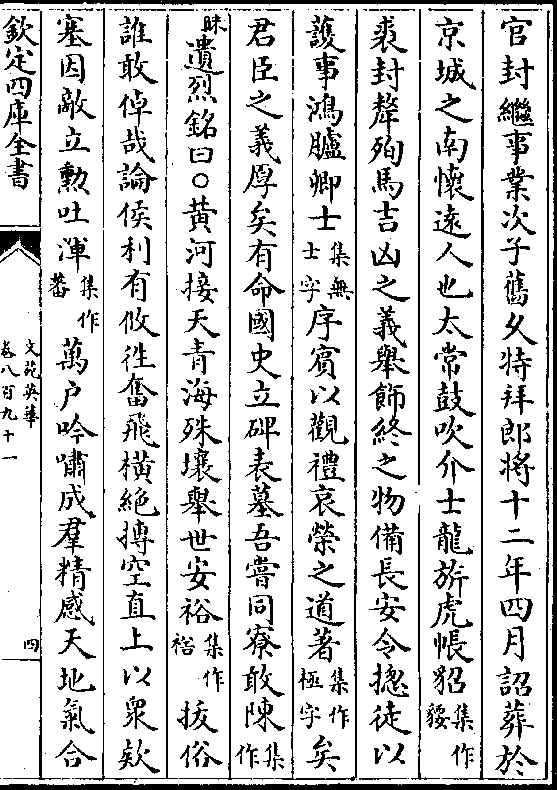 官封繼事業次子舊久特拜郎將十二年四月詔葬於
京城之南懷遠人也太常鼓吹介士龍旂虎帳貂集作貜
裘封犛殉馬吉凶之義舉飾終之物備長安令摠徒以
護事鴻臚卿士集無士字序賓以觀禮哀榮之道著集作極字矣
君臣之義厚矣有命國史立碑表墓吾嘗同寮敢陳集作
昧遺烈銘曰○黃河接天青海殊壤舉世安裕集作𥙿拔俗
誰敢倬哉論侯利有攸徃奮飛橫絶摶空直上以衆欵
塞因敵立勲吐渾集作蕃萬户吟嘯成羣精感天地氣合
欽定四庫全書
文苑英華
卷八百九十一
四